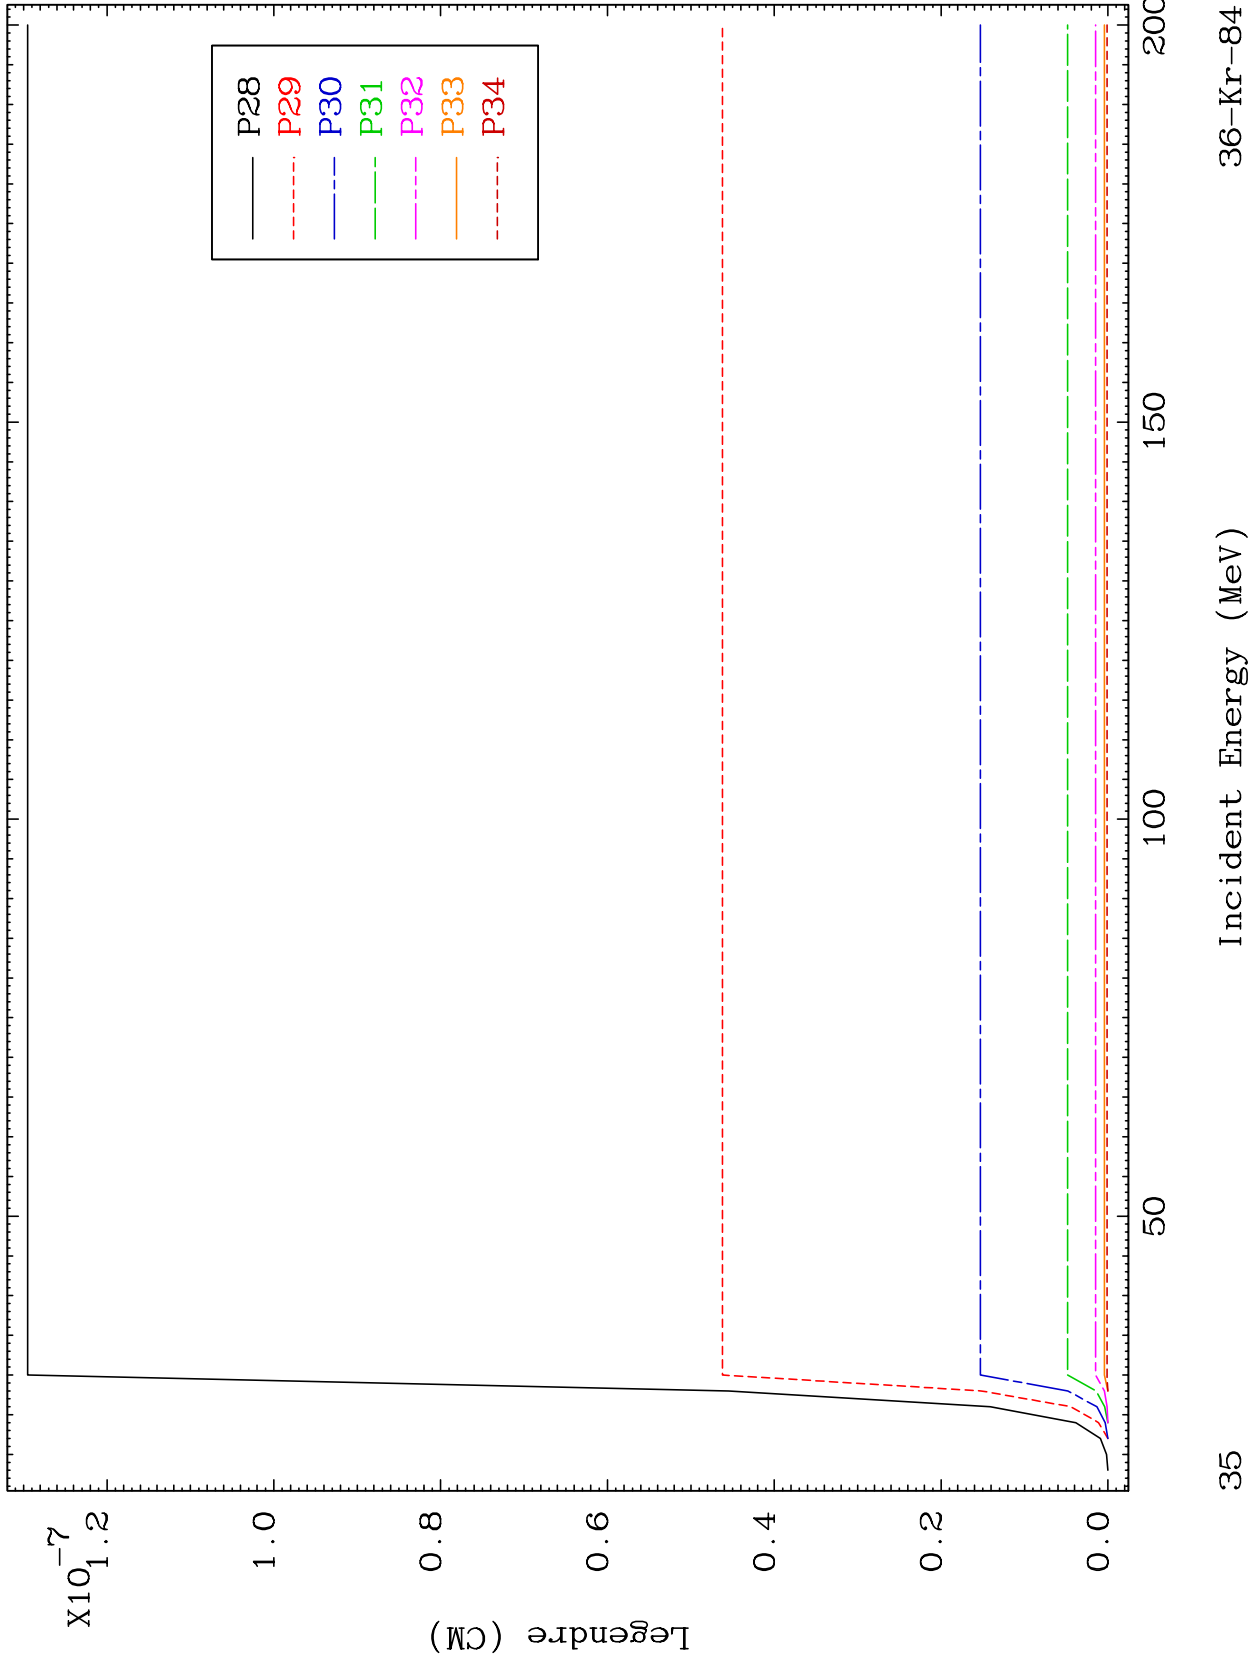 X10-7
1.2
1.0
0.8
0.6
0.4
0.2
0.0
Legendre (CM)
P28
P29
P30
P31
P32
P33
P34
50
100
150
200
35
Incident Energy (MeV)
36-Kr-84